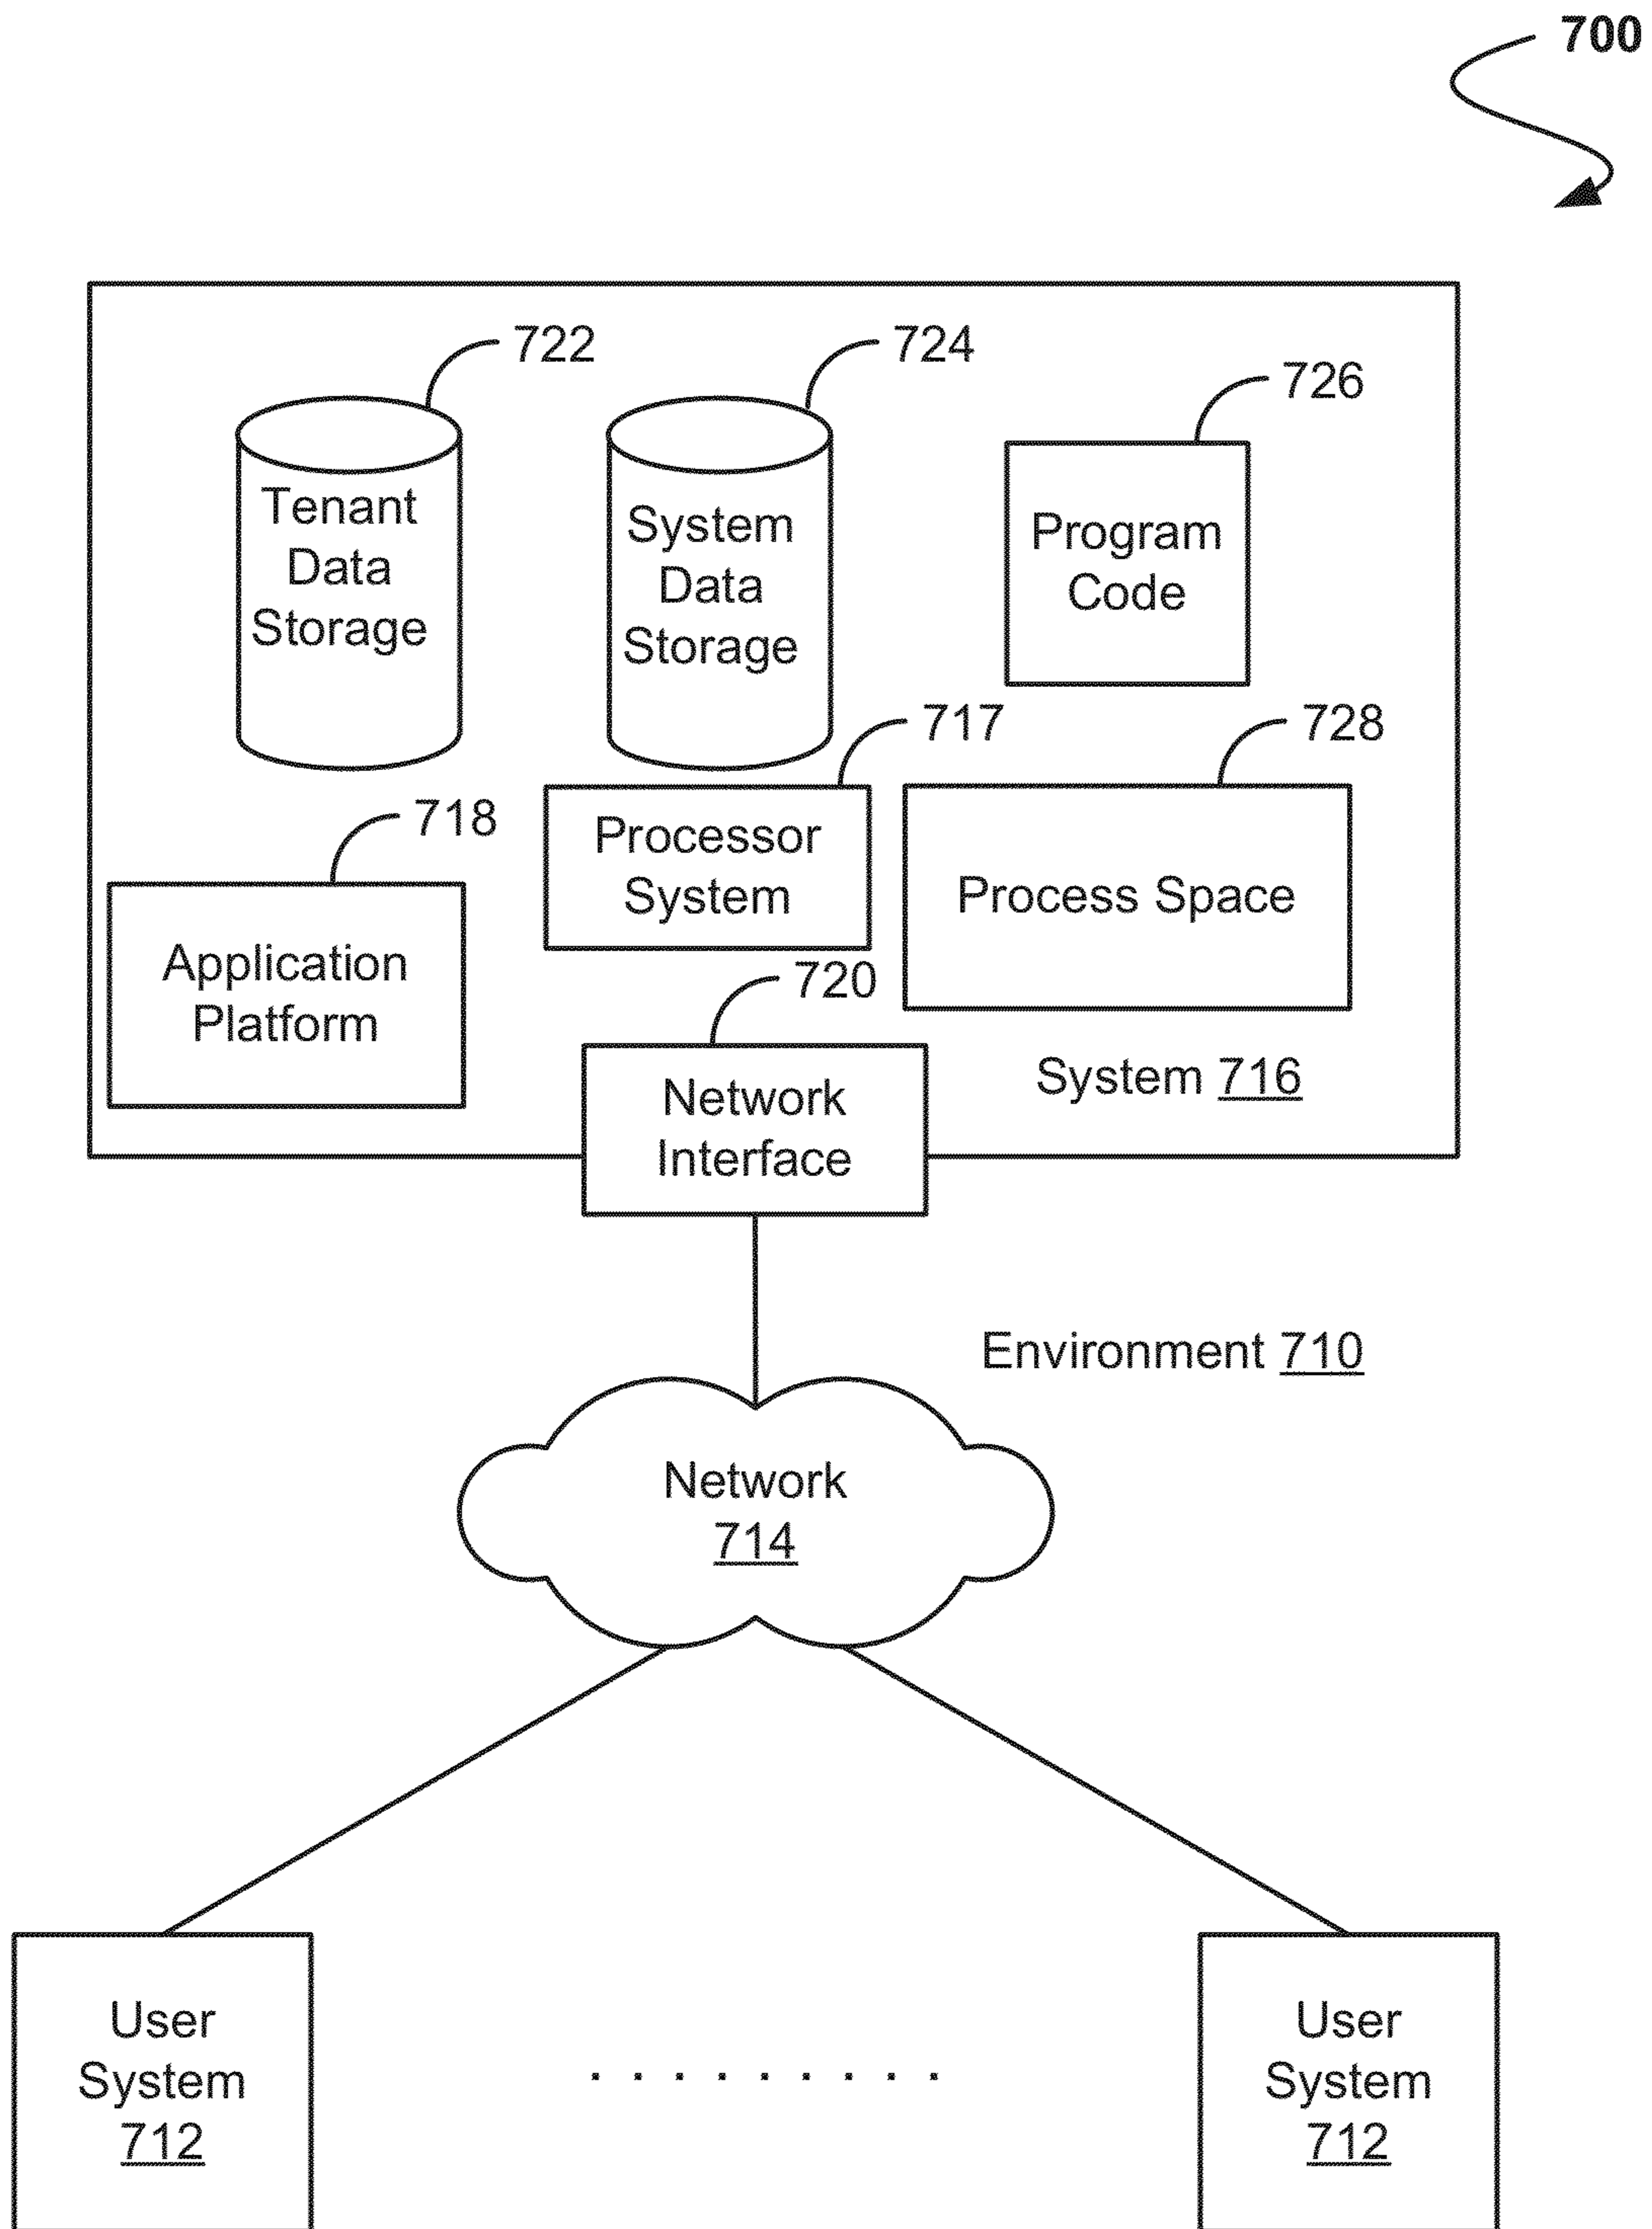 700
722
724
726
Tenant
Data
Storage
System
Data
Storage
Program
Code
717
728
718
Processor
System
Process Space
Application
Platform
720
Network
Interface
System 716
Environment 710
Network
714
User
System
712
. . . . . . . . .
User
System
712